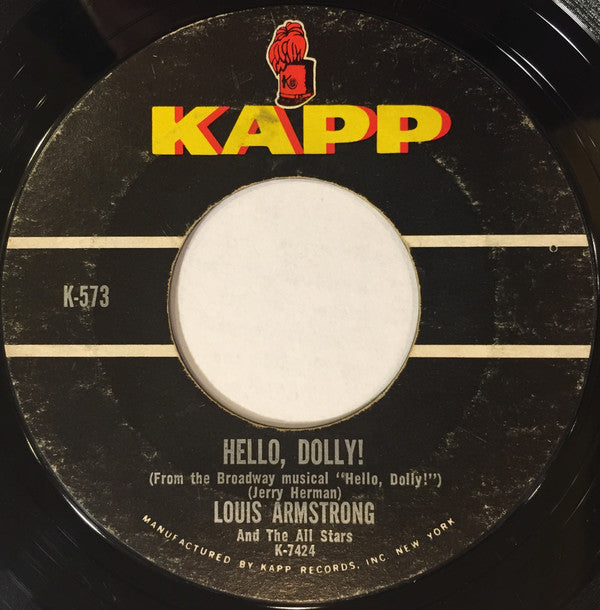 KAPP
K-573
HELLO, DOLLY!
(From the Broadway musical "Hello, Dolly!")
(Jerry Herman)
LOUIS ARMSTRONG
And The All Stars
K-7424
MANUFACTURED BY KAPP RECORDS, INC. NEW YORK